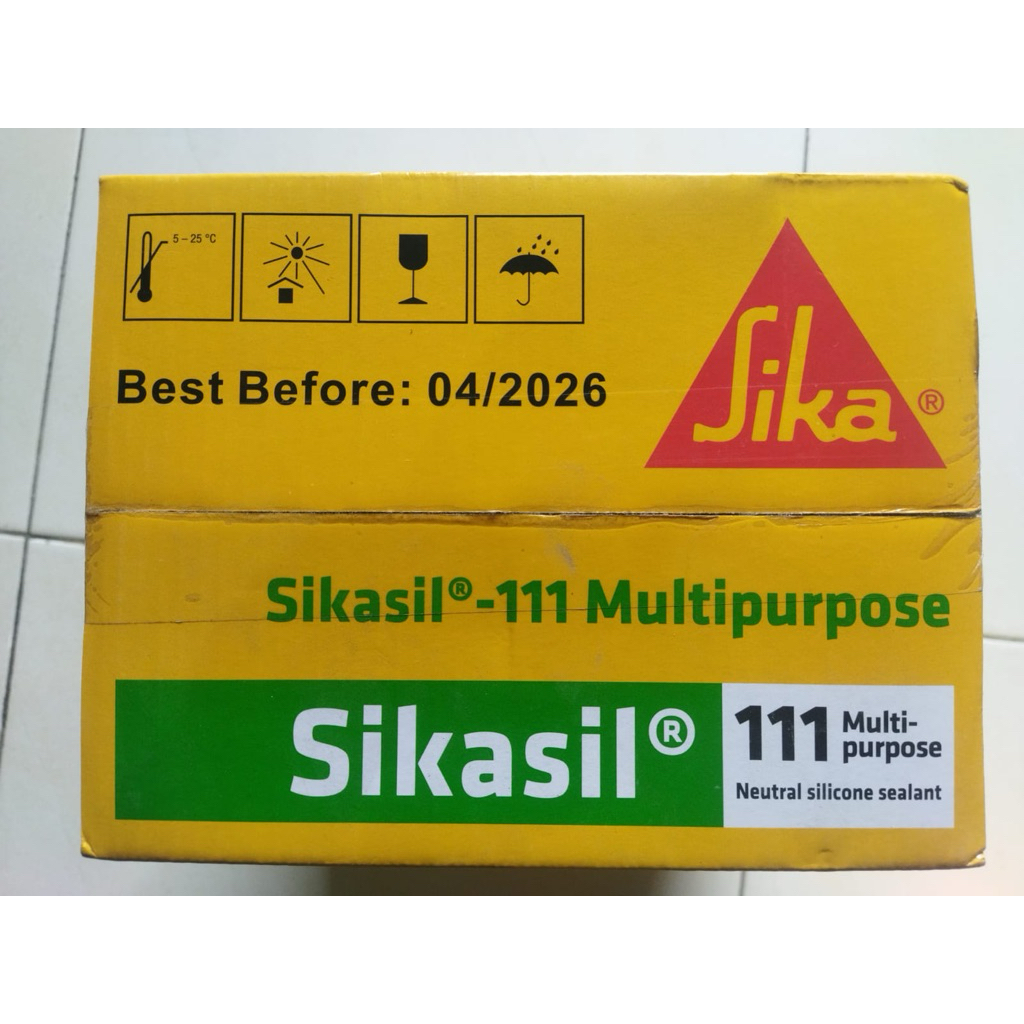 5 – 25 °C
Best Before: 04/2026
Sika®
Sikasil®-111 Multipurpose
Sikasil®
111 Multi-
purpose
Neutral silicone sealant